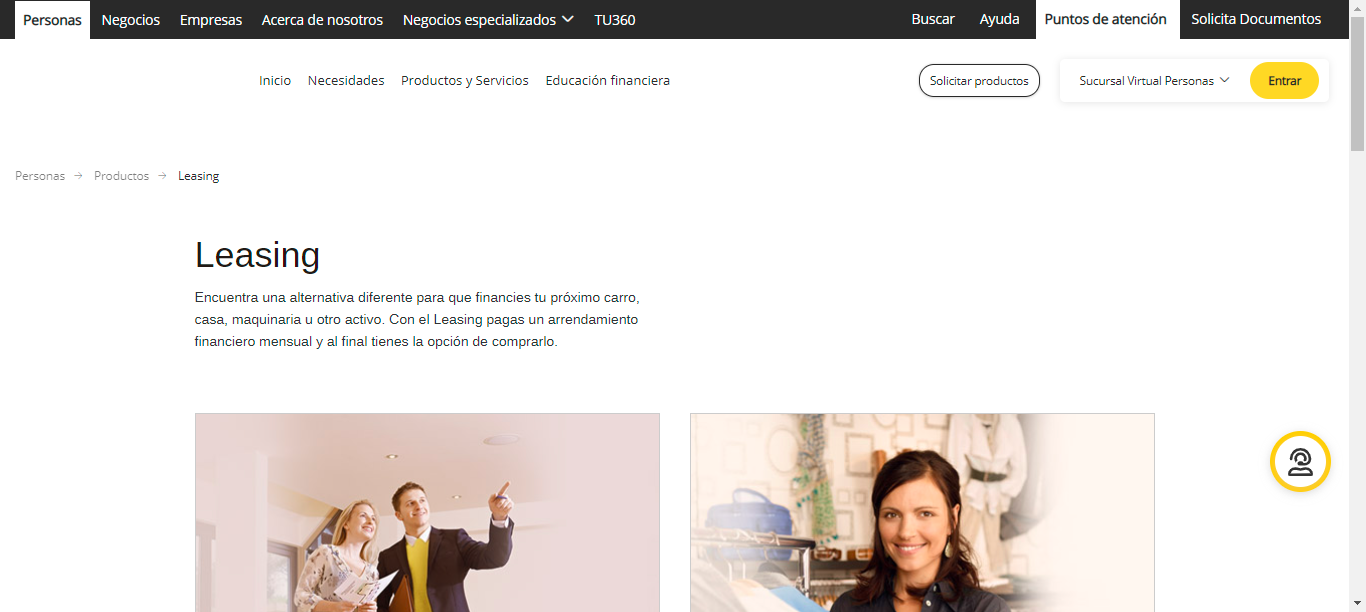 Personas Negocios Empresas Acerca de nosotros Negocios especializados TU360 Buscar Ayuda Puntos de atención Solicita Documentos
Inicio Necesidades Productos y Servicios Educación financiera Solicitar productos Sucursal Virtual Personas Entrar
Personas → Productos → Leasing
Leasing
Encuentra una alternativa diferente para que financies tu próximo carro,
casa, maquinaria u otro activo. Con el Leasing pagas un arrendamiento
financiero mensual y al final tienes la opción de comprarlo.